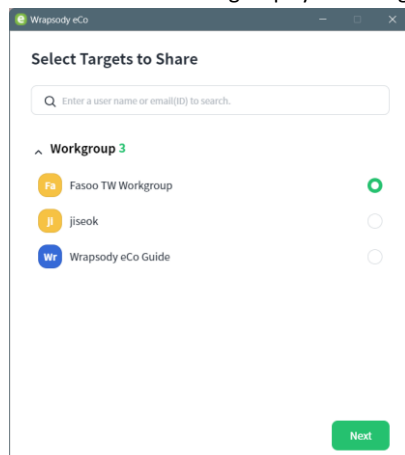 Wrapsody eCo
Select Targets to Share
Enter a user name or email(ID) to search.
Workgroup 3
Fa Fasoo TW Workgroup
JI jiseok
Wr Wrapsody eCo Guide
Next